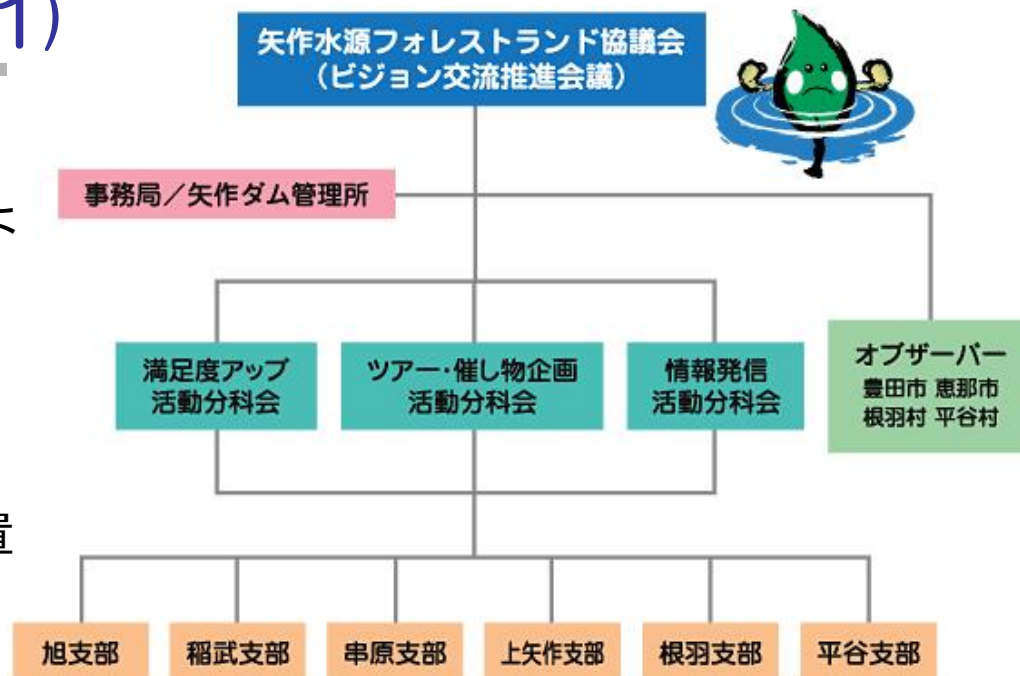 1)
矢作水源フォレストランド協議会
(ビジョン交流推進会議)
事務局/矢作ダム管理所
満足度アップ
活動分科会
ツアー・催し物企画
活動分科会
情報発信
活動分科会
オブザーバー
豊田市 恵那市
根羽村 平谷村
置
旭支部
稲武支部
串原支部
上矢作支部
根羽支部
平谷支部